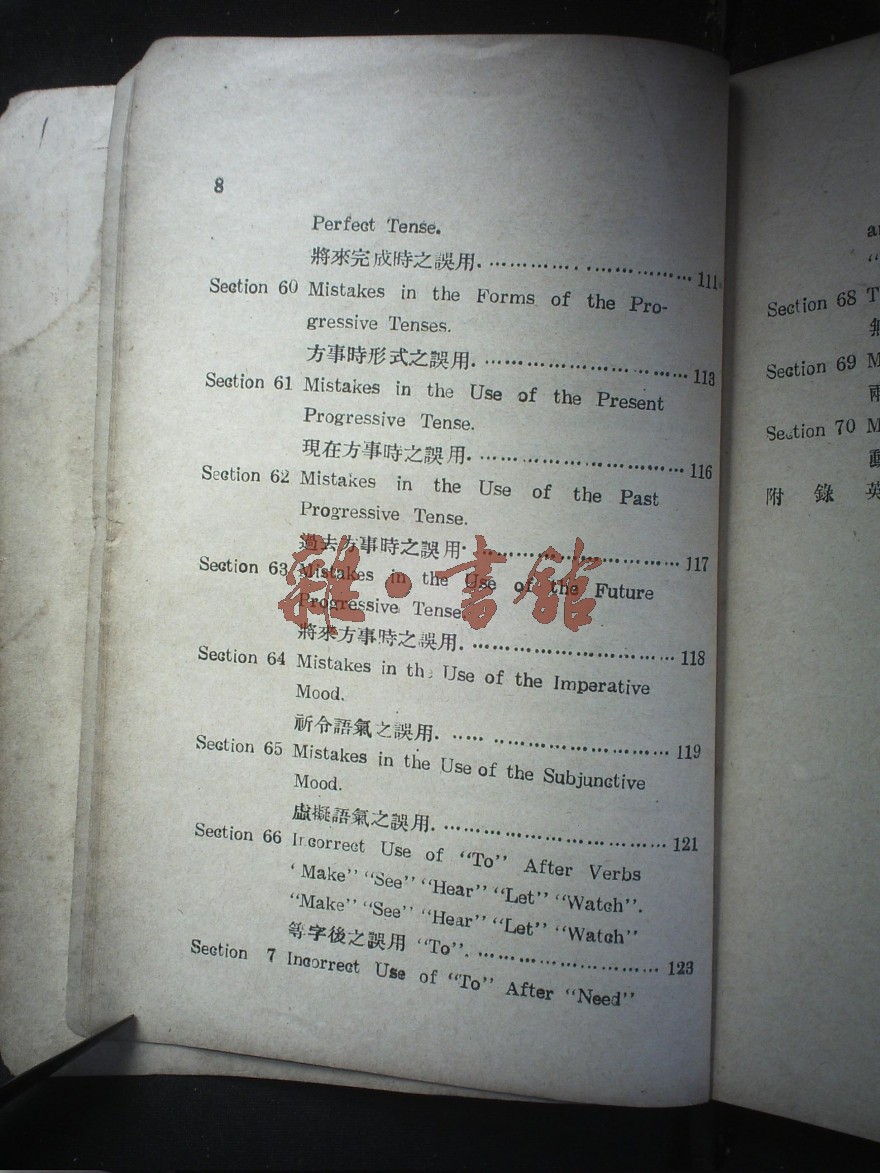 8
Perfect Tense.
將來完成時之誤用. …………………………… 111
Section 60 Mistakes in the Forms of the Pro-
gressive Tenses.
方事時形式之誤用. …………………………… 113
Section 61 Mistakes in the Use of the Present
Progressive Tense.
現在方事時之誤用. …………………………… 116
Section 62 Mistakes in the Use of the Past
Progressive Tense.
過去方事時之誤用. …………………………… 117
Section 63 Mistakes in the Use of the Future
Progressive Tense.
將來方事時之誤用. …………………………… 118
Section 64 Mistakes in the Use of the Imperative
Mood.
祈令語氣之誤用. …………………………… 119
Section 65 Mistakes in the Use of the Subjunctive
Mood.
虛擬語氣之誤用. …………………………… 121
Section 66 Incorrect Use of “To” After Verbs
‘Make” “See” “Hear” “Let” “Watch”.
“Make” “See” “Hear” “Let” “Watch”
等字後之誤用 “To”. ………………………… 123
Section 7 Incorrect Use of “To” After “Need”
雜·書館
Section 68 T
Section 69 M
兩
Section 70 M
動
附錄 英